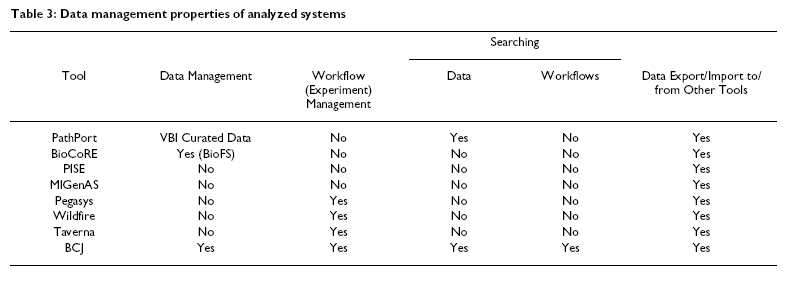 Table 3: Data management properties of analyzed systems
Searching
Tool Data Management Workflow (Experiment) Management Data Workflows Data Export/Import to/ from Other Tools
PathPort VBI Curated Data No Yes No Yes
BioCoRE Yes (BioFS) No No No Yes
PISE No No No No Yes
MIGenAS No No No No Yes
Pegasys No Yes No No Yes
Wildfire No Yes No No Yes
Taverna No Yes No No Yes
BCJ Yes Yes Yes Yes Yes